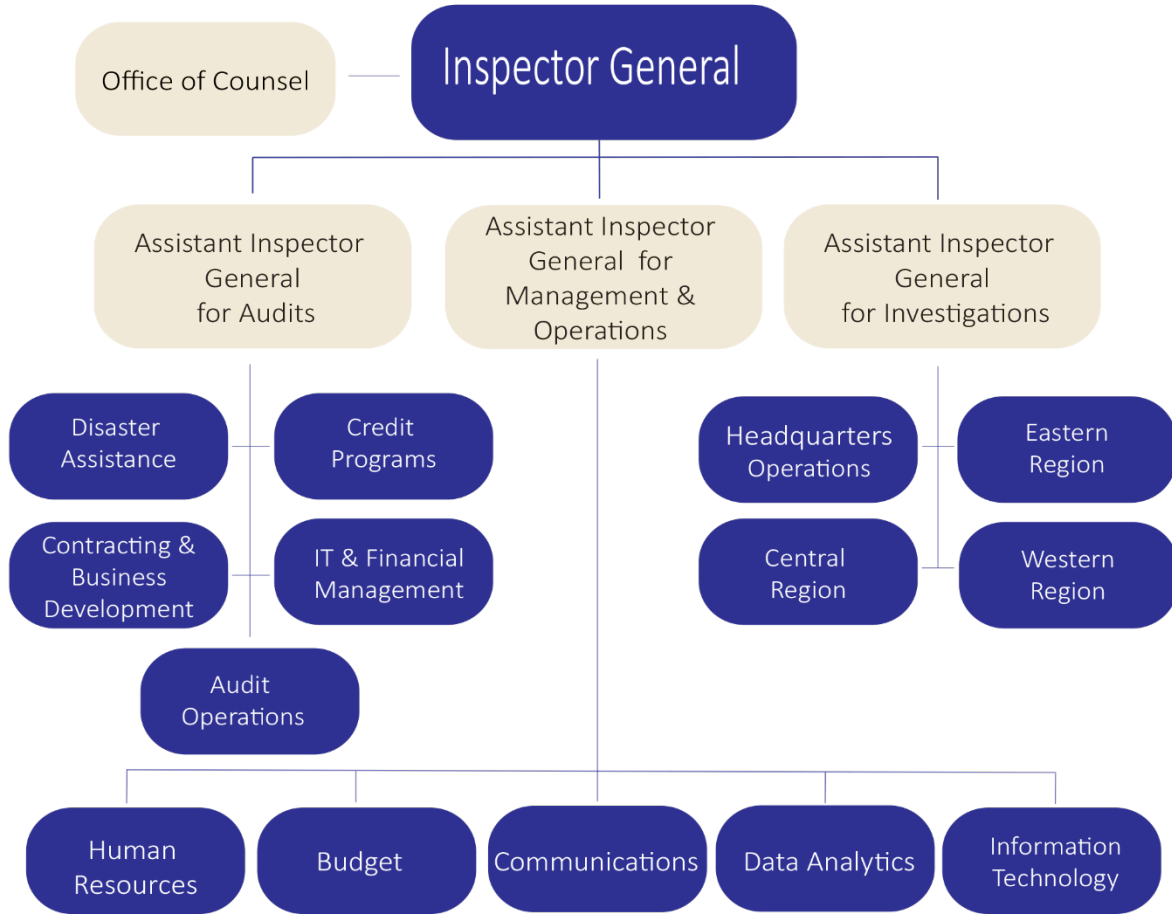 Office of Counsel
Inspector General
Assistant Inspector
General
for Audits
Assistant Inspector
General for
Management &
Operations
Assistant Inspector
General
for Investigations
Disaster
Assistance
Credit
Programs
Headquarters
Operations
Eastern
Region
Contracting &
Business
Development
IT & Financial
Management
Central
Region
Western
Region
Audit
Operations
Human
Resources
Budget
Communications
Data Analytics
Information
Technology